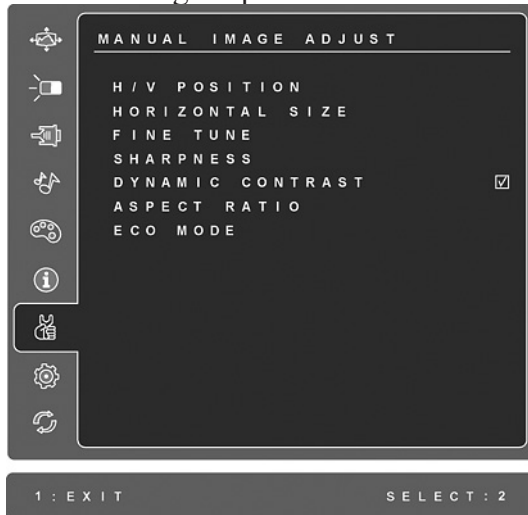 MANUAL IMAGE ADJUST
H/V POSITION
HORIZONTAL SIZE
FINE TUNE
SHARPNESS
DYNAMIC CONTRAST
ASPECT RATIO
ECO MODE
1:EXIT SELECT:2